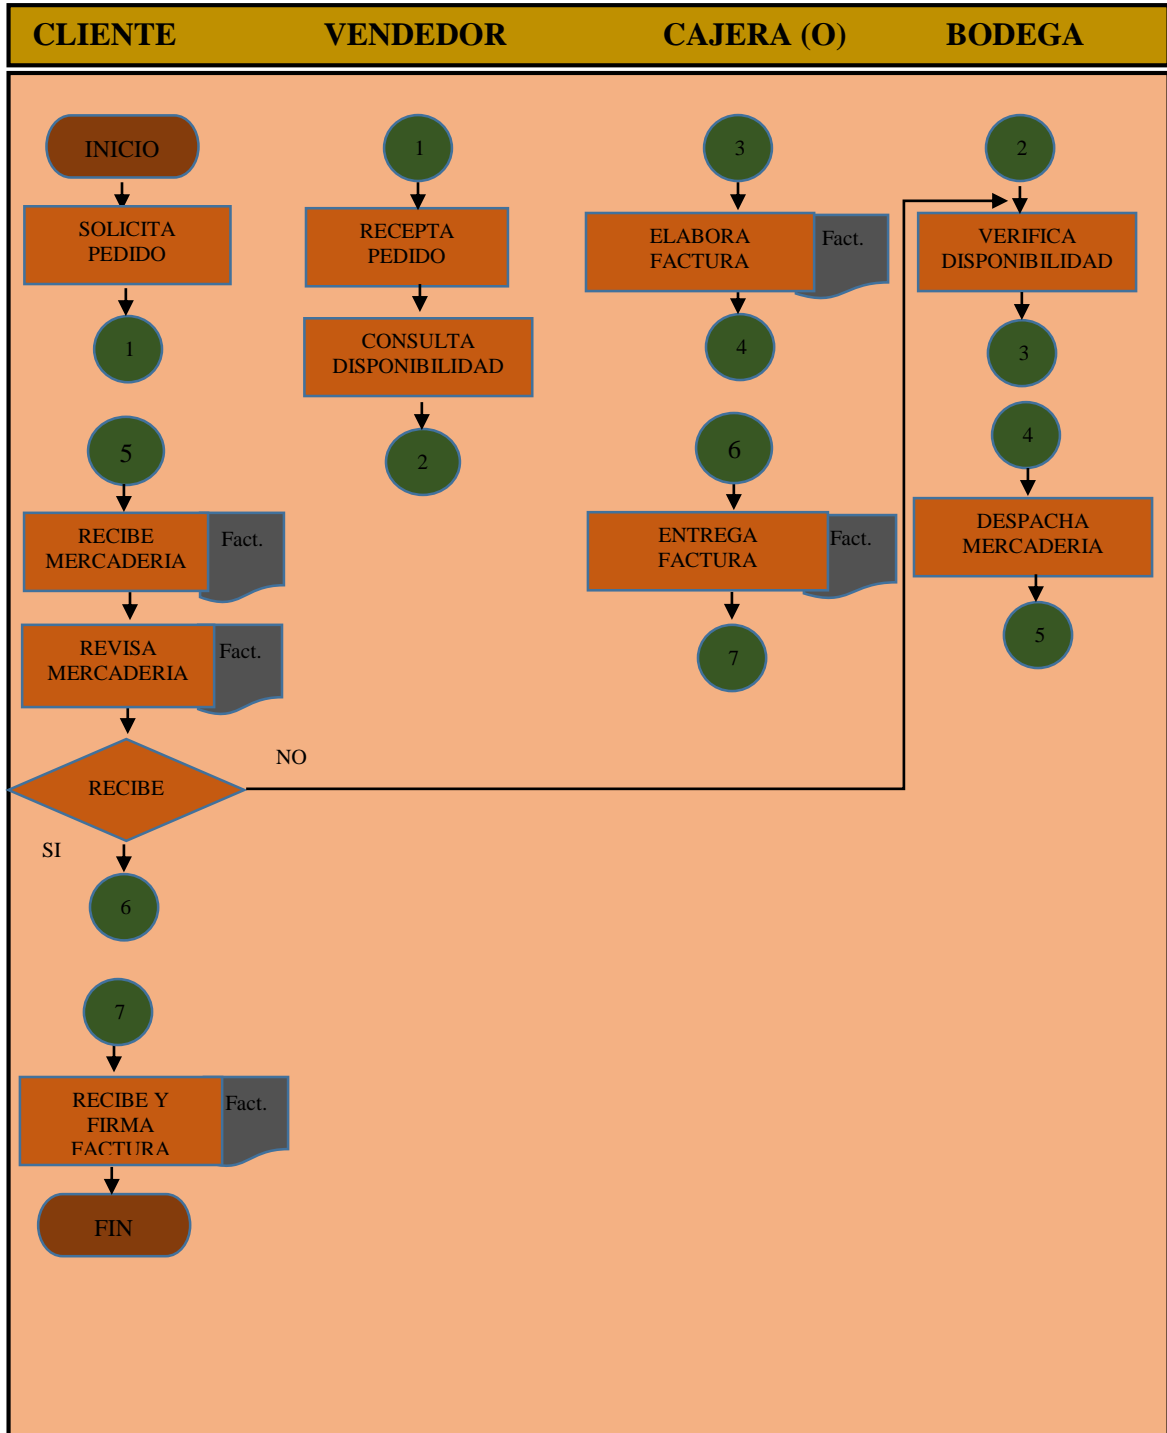 CLIENTE VENDEDOR CAJERA (O) BODEGA
INICIO
SOLICITA
PEDIDO
1
5
RECIBE
MERCADERIA
Fact.
REVISA
MERCADERIA
Fact.
RECIBE
NO
SI
6
7
RECIBE Y
FIRMA
FACTURA
Fact.
FIN
1
RECEPTA
PEDIDO
CONSULTA
DISPONIBILIDAD
2
3
ELABORA
FACTURA
Fact.
4
6
ENTREGA
FACTURA
Fact.
7
2
VERIFICA
DISPONIBILIDAD
3
4
DESPACHA
MERCADERIA
5